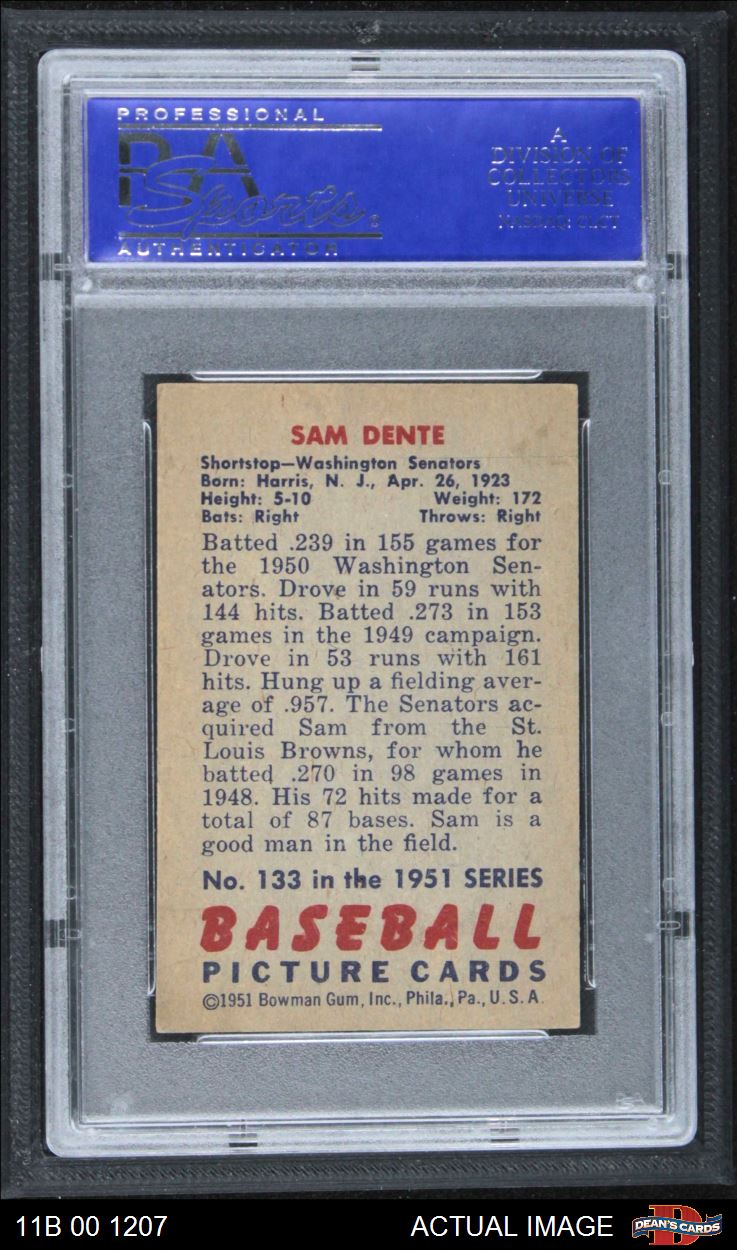 PROFESSIONAL
PSA
Sports
AUTHENTICATOR
A
DIVISION OF
COLLECTORS
UNIVERSE
NASDAQ: CLCT
SAM DENTE
Shortstop—Washington Senators
Born: Harris, N. J., Apr. 26, 1923
Height: 5-10 Weight: 172
Bats: Right Throws: Right
Batted .239 in 155 games for
the 1950 Washington Sen-
ators. Drove in 59 runs with
144 hits. Batted .273 in 153
games in the 1949 campaign.
Drove in 53 runs with 161
hits. Hung up a fielding aver-
age of .957. The Senators ac-
quired Sam from the St.
Louis Browns, for whom he
batted .270 in 98 games in
1948. His 72 hits made for a
total of 87 bases. Sam is a
good man in the field.
No. 133 in the 1951 SERIES
BASEBALL
PICTURE CARDS
©1951 Bowman Gum, Inc., Phila., Pa., U. S. A.
11B 00 1207 ACTUAL IMAGE
D
DEAN'S CARDS